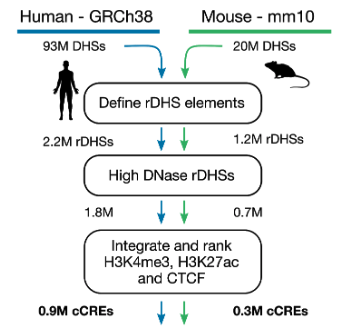 Human - GRCh38
Mouse - mm10
93M DHSs
20M DHSs
Define rDHS elements
2.2M rDHSs
1.2M rDHSs
High DNase rDHSs
1.8M
0.7M
Integrate and rank
H3K4me3, H3K27ac
and CTCF
0.9M cCREs
0.3M cCREs